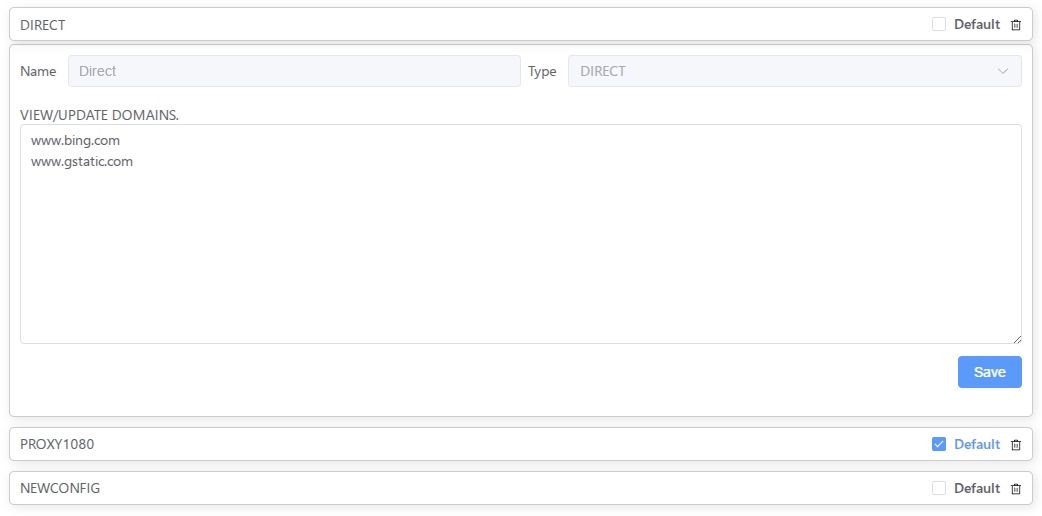 DIRECT Default
Name Direct Type DIRECT
VIEW/UPDATE DOMAINS.
www.bing.com
www.gstatic.com
Save
PROXY1080 Default
NEWCONFIG Default